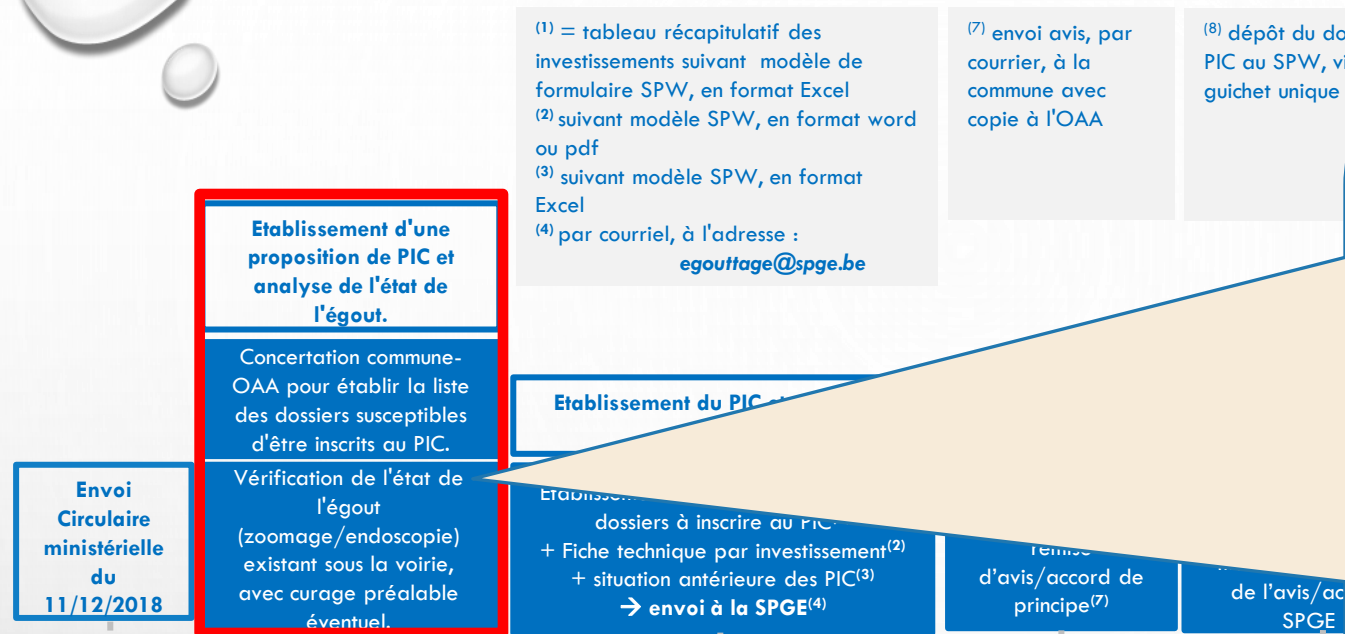 (1) = tableau récapitulatif des
investissements suivant modèle de
formulaire SPW, en format Excel
(2) suivant modèle SPW, en format word
ou pdf
(3) suivant modèle SPW, en format
Excel
(4) par courriel, à l'adresse :
egouttage@spge.be
(7) envoi avis, par
courrier, à la
commune avec
copie à l'OAA
(8) dépôt du
PIC au SPW,
guichet unique
Etablissement d'une
proposition de PIC et
analyse de l'état de
l'égout.
Concertation commune-
OAA pour établir la liste
des dossiers susceptibles
d'être inscrits au PIC.
Vérification de l'état de
l'égout
(zoomage/endoscopie)
existant sous la voirie,
avec curage préalable
éventuel.
Envoi
Circulaire
ministérielle
du
11/12/2018
Etablissement du PIC
dossiers à inscrire au PIC
+ Fiche technique par investissement(2)
+ situation antérieure des PIC(3)
→ envoi à la SPGE(4)
remise
d’avis/accord de
principe(7)
de l’avis/ac
SPGE